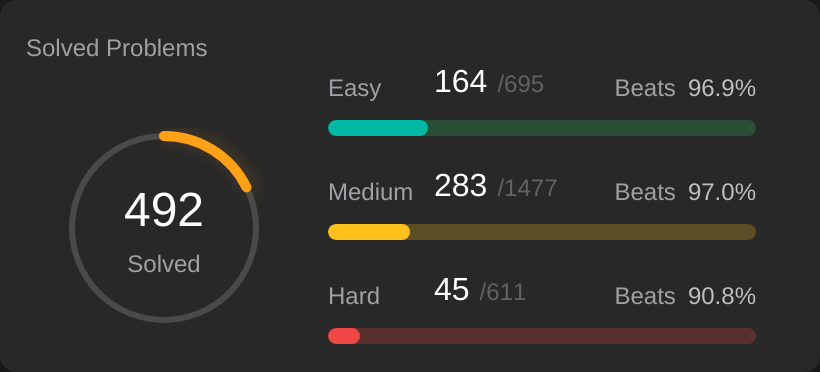 Solved Problems
492
Solved
Easy 164 /695 Beats 96.9%
Medium 283 /1477 Beats 97.0%
Hard 45 /611 Beats 90.8%